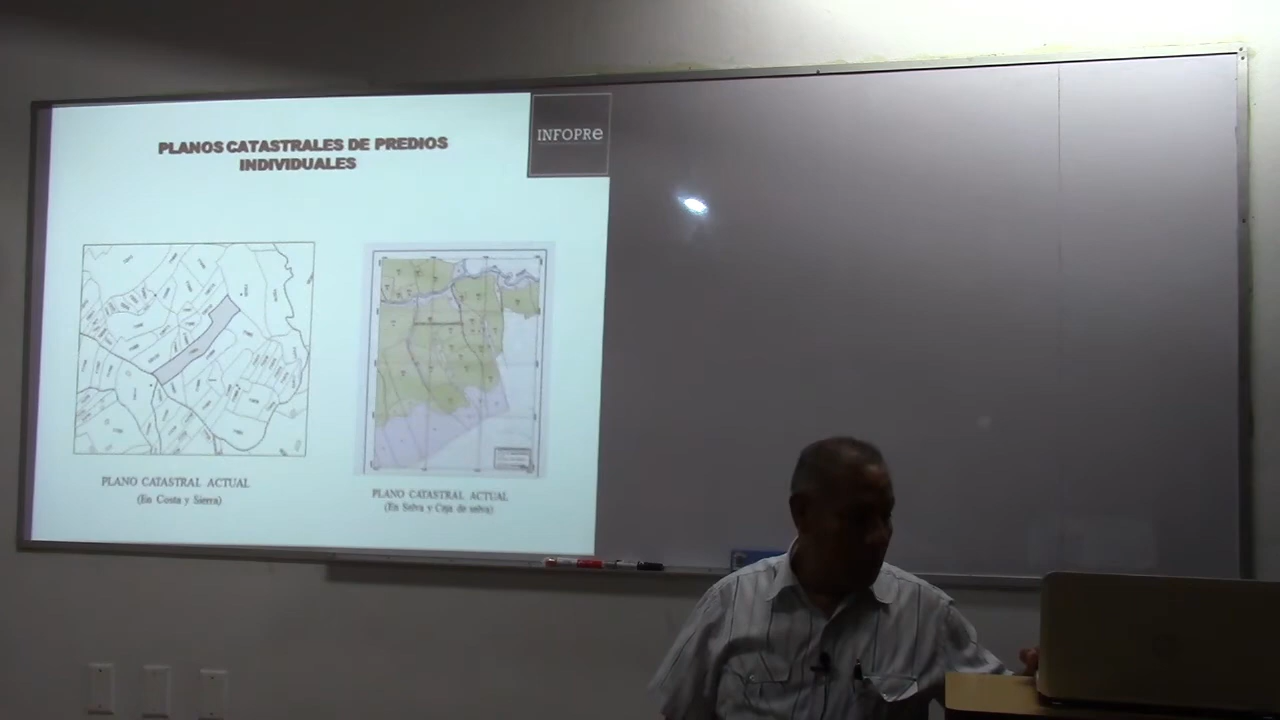 PLANOS CATASTRALES DE PREDIOS
INDIVIDUALES
INFOPRe
PLANO CATASTRAL ACTUAL
(En Costa y Sierra)
PLANO CATASTRAL ACTUAL
(En Selva y Ceja de selva)